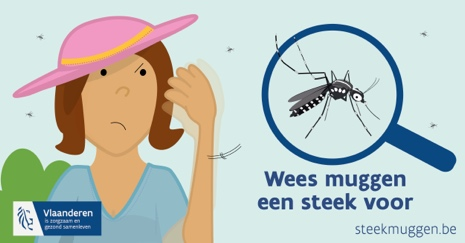 Wees muggen
een steek voor
steekmuggen.be
Vlaanderen
is zorgzaam en
gezond samenleven